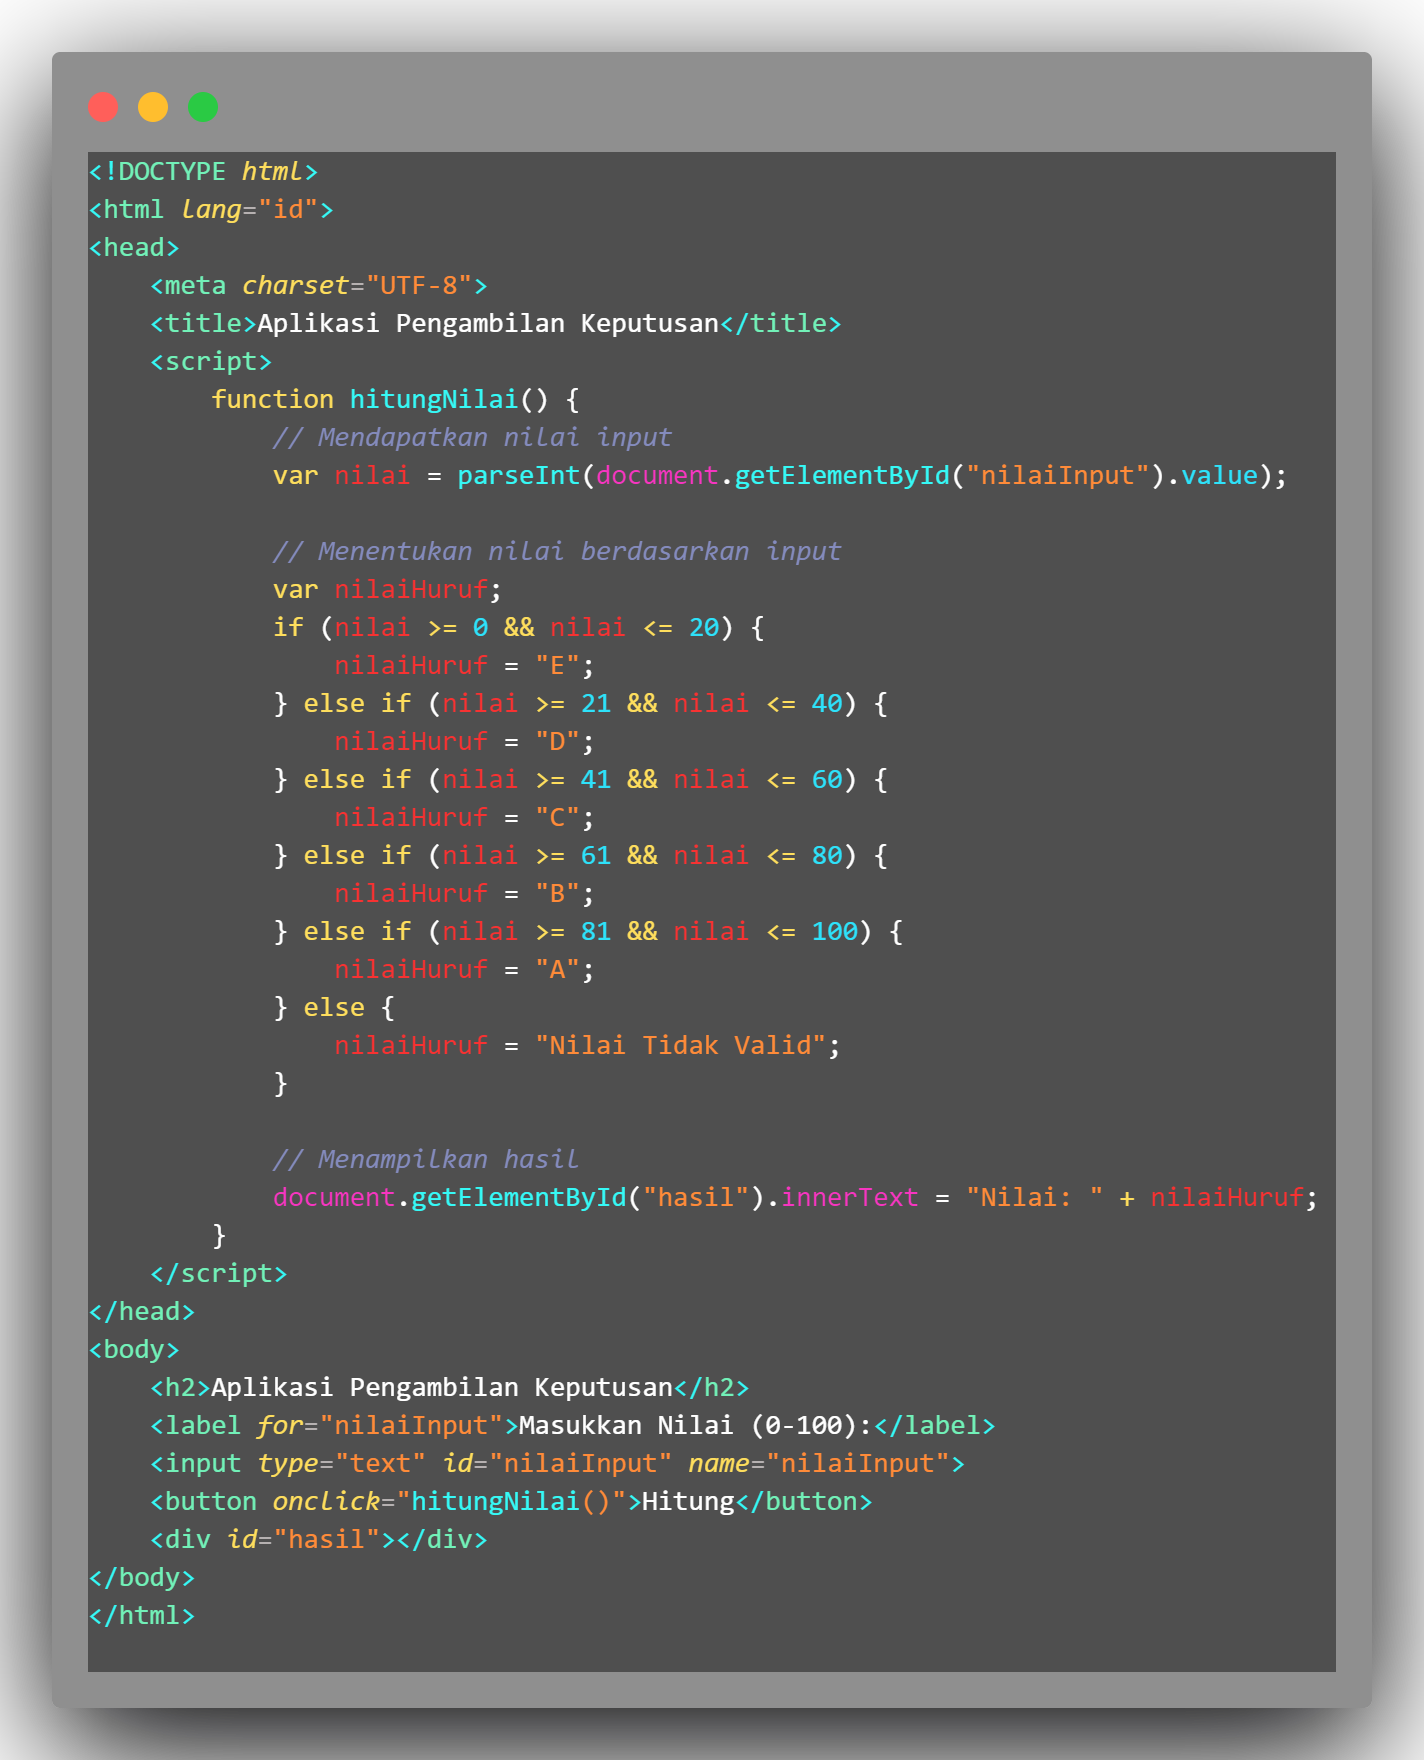 <!DOCTYPE html>
<html lang="id">
<head>
    <meta charset="UTF-8">
    <title>Aplikasi Pengambilan Keputusan</title>
    <script>
        function hitungNilai() {
            // Mendapatkan nilai input
            var nilai = parseInt(document.getElementById("nilaiInput").value);

            // Menentukan nilai berdasarkan input
            var nilaiHuruf;
            if (nilai >= 0 && nilai <= 20) {
                nilaiHuruf = "E";
            } else if (nilai >= 21 && nilai <= 40) {
                nilaiHuruf = "D";
            } else if (nilai >= 41 && nilai <= 60) {
                nilaiHuruf = "C";
            } else if (nilai >= 61 && nilai <= 80) {
                nilaiHuruf = "B";
            } else if (nilai >= 81 && nilai <= 100) {
                nilaiHuruf = "A";
            } else {
                nilaiHuruf = "Nilai Tidak Valid";
            }

            // Menampilkan hasil
            document.getElementById("hasil").innerText = "Nilai: " + nilaiHuruf;
        }
    </script>
</head>
<body>
    <h2>Aplikasi Pengambilan Keputusan</h2>
    <label for="nilaiInput">Masukkan Nilai (0-100):</label>
    <input type="text" id="nilaiInput" name="nilaiInput">
    <button onclick="hitungNilai()">Hitung</button>
    <div id="hasil"></div>
</body>
</html>